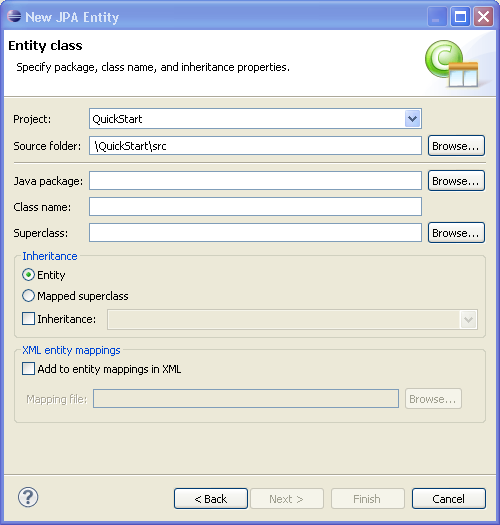 New JPA Entity
Entity class
Specify package, class name, and inheritance properties.
Project: QuickStart
Source folder: \QuickStart\src Browse...
Java package: Browse...
Class name:
Superclass: Browse...
Inheritance
Entity
Mapped superclass
Inheritance:
XML entity mappings
Add to entity mappings in XML
Mapping file: Browse...
? < Back Next > Finish Cancel